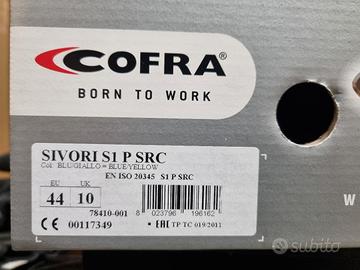 COFRA®
BORN TO WORK
SIVORI S1 P SRC
Col. BLU/GIALLO = BLUE/YELLOW
EN ISO 20345 S1 P SRC
EU UK
44 10
78410-001
8 023796 196162
CE 00117349
EAC TP TC 019/2011
W
subito